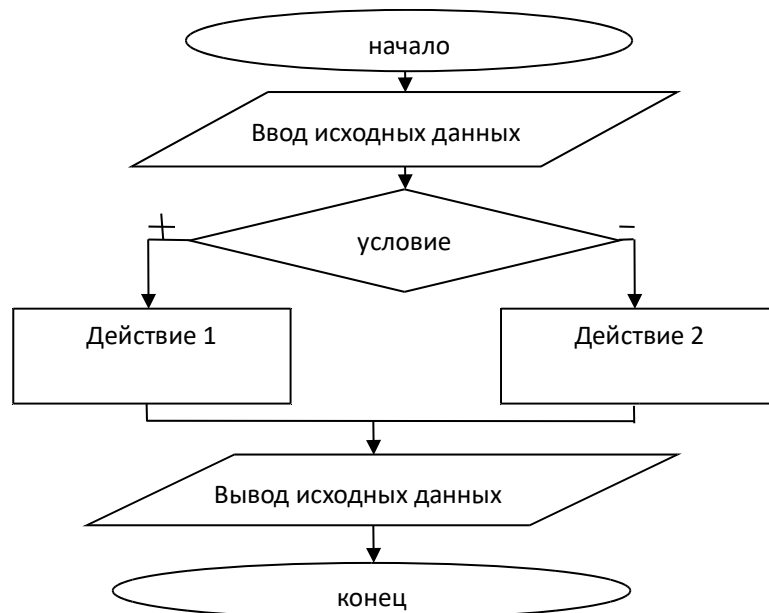 начало
Ввод исходных данных
+
–
условие
Действие 1
Действие 2
Вывод исходных данных
конец